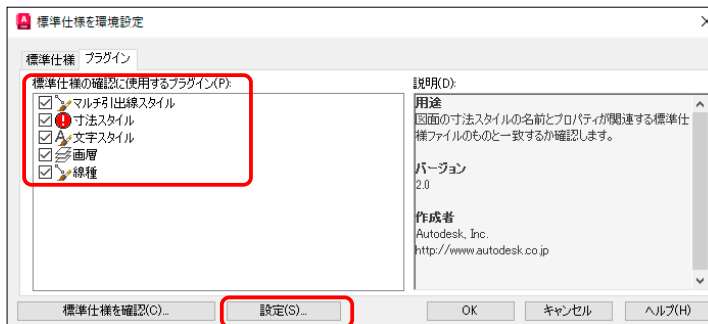 標準仕様を環境設定
標準仕様 プラグイン
標準仕様の確認に使用するプラグイン(P):
マルチ引出線スタイル
寸法スタイル
文字スタイル
画層
線種
説明(D):
用途
図面の寸法スタイルの名前とプロパティが関連する標準仕
様ファイルのものと一致するか確認します。
バージョン
2.0
作成者
Autodesk, Inc.
http://www.autodesk.co.jp
標準仕様を確認(C)... 設定(S)... OK キャンセル ヘルプ(H)